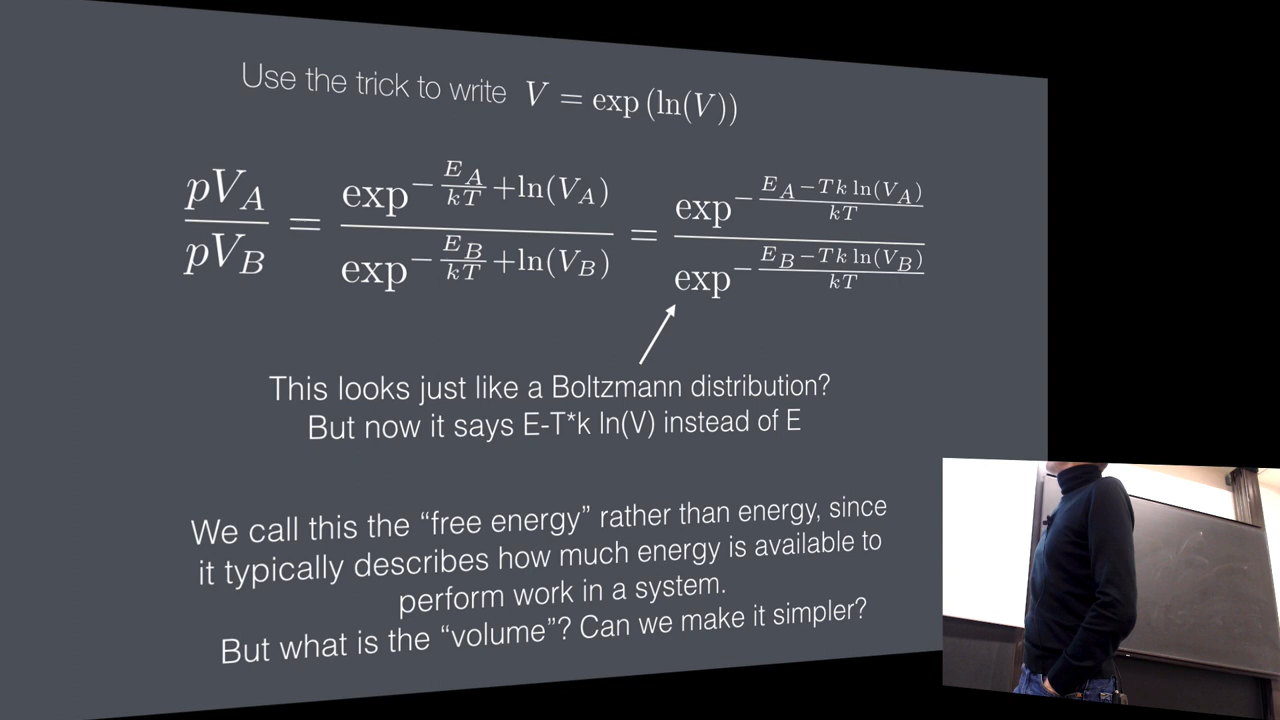 Use the trick to write V = exp (ln(V))
pV_A / pV_B = exp^{-E_A/kT + ln(V_A)} / exp^{-E_B/kT + ln(V_B)} = exp^{-(E_A - Tk ln(V_A))/kT} / exp^{-(E_B - Tk ln(V_B))/kT}
This looks just like a Boltzmann distribution?
But now it says E-T*k ln(V) instead of E
We call this the “free energy” rather than energy, since
it typically describes how much energy is available to
perform work in a system.
But what is the “volume”? Can we make it simpler?